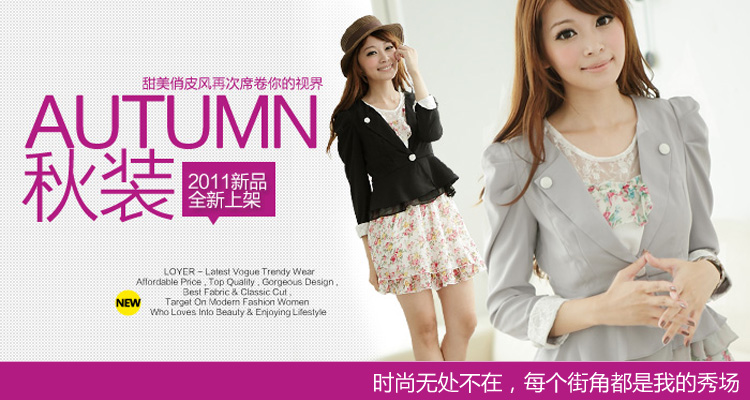 甜美俏皮风再次席卷你的视界
AUTUMN
秋装
2011新品
全新上架
LOYER – Latest Vogue Trendy Wear
Affordable Price , Top Quality , Gorgeous Design ,
Best Fabric & Classic Cut ,
NEW
Target On Modern Fashion Women
Who Loves Into Beauty & Enjoying Lifestyle
时尚无处不在，每个街角都是我的秀场